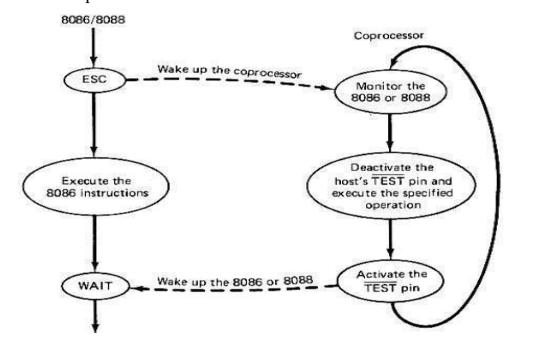 8086/8088
Coprocessor
ESC
Wake up the coprocessor
Monitor the
8086 or 8088
Execute the
8086 instructions
Deactivate the
host's TEST pin and
execute the specified
operation
WAIT
Wake up the 8086 or 8088
Activate the
TEST pin